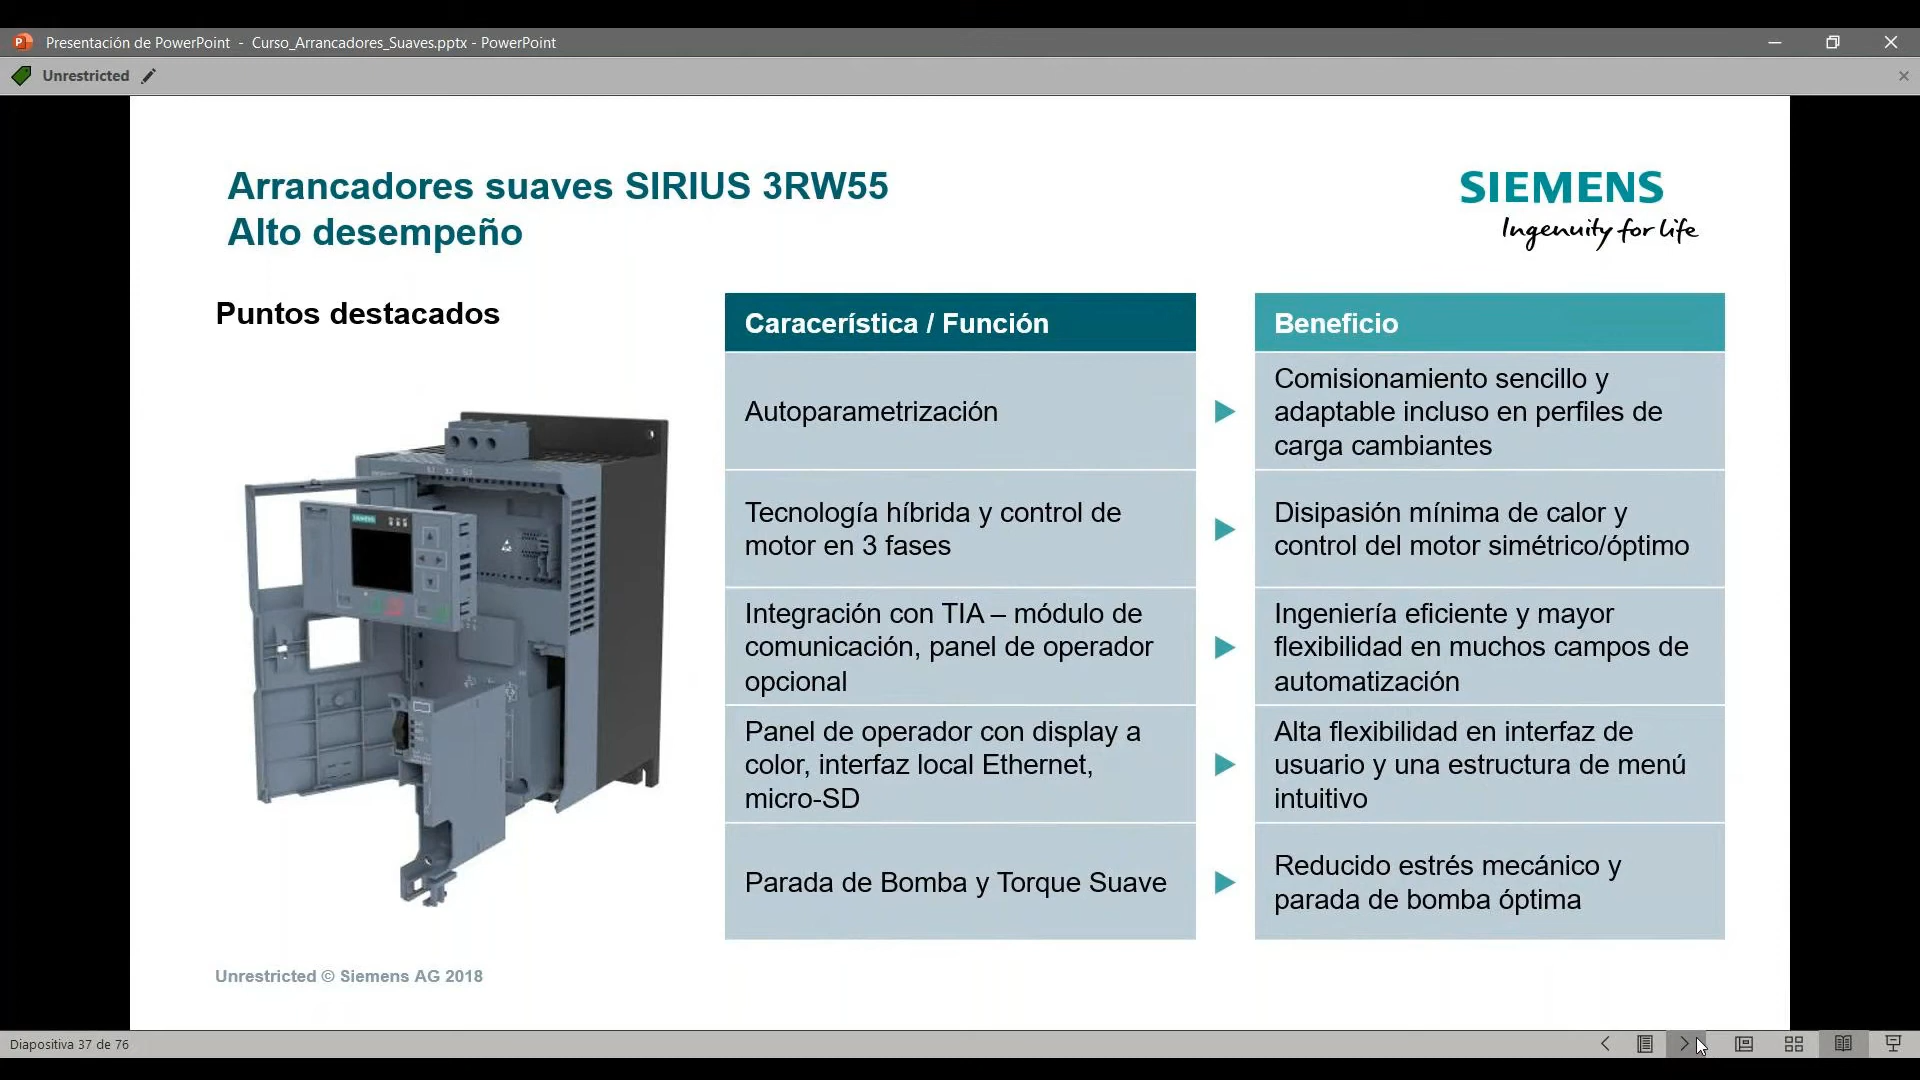 Presentación de PowerPoint - Curso_Arrancadores_Suaves.pptx - PowerPoint
Unrestricted
Arrancadores suaves SIRIUS 3RW55
Alto desempeño
SIEMENS
Ingenuity for life
Puntos destacados
Caracerística / Función
Beneficio
Autoparametrización
Comisionamiento sencillo y
adaptable incluso en perfiles de
carga cambiantes
Tecnología híbrida y control de
motor en 3 fases
Disipasión mínima de calor y
control del motor simétrico/óptimo
Integración con TIA – módulo de
comunicación, panel de operador
opcional
Ingeniería eficiente y mayor
flexibilidad en muchos campos de
automatización
Panel de operador con display a
color, interfaz local Ethernet,
micro-SD
Alta flexibilidad en interfaz de
usuario y una estructura de menú
intuitivo
Parada de Bomba y Torque Suave
Reducido estrés mecánico y
parada de bomba óptima
Unrestricted © Siemens AG 2018
Diapositiva 37 de 76